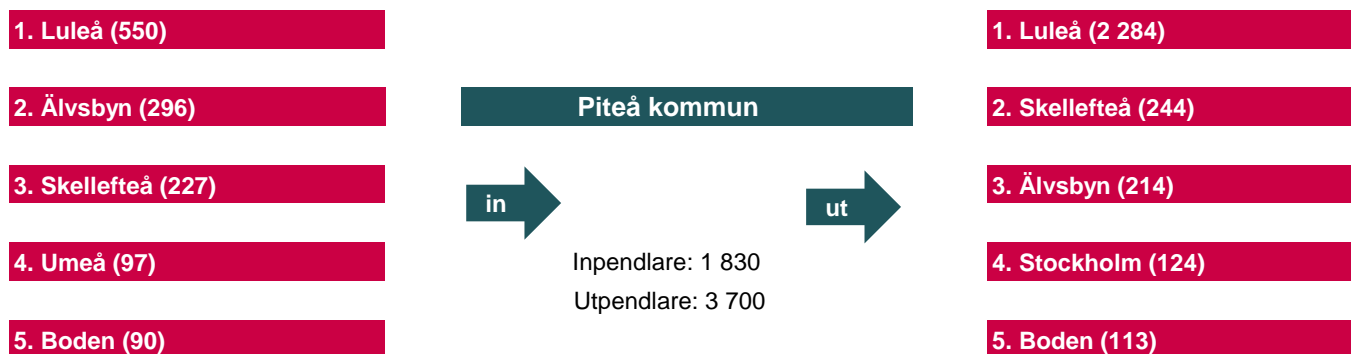 1. Luleå (550)
2. Älvsbyn (296)
3. Skellefteå (227)
4. Umeå (97)
5. Boden (90)
Piteå kommun
in
ut
Inpendlare: 1 830
Utpendlare: 3 700
1. Luleå (2 284)
2. Skellefteå (244)
3. Älvsbyn (214)
4. Stockholm (124)
5. Boden (113)